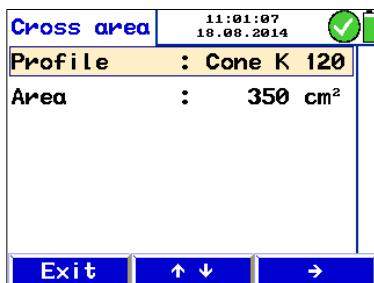 Cross area
11:01:07
18.08.2014
Profile : Cone K 120
Area : 350 cm²
Exit ↑ ↓ →